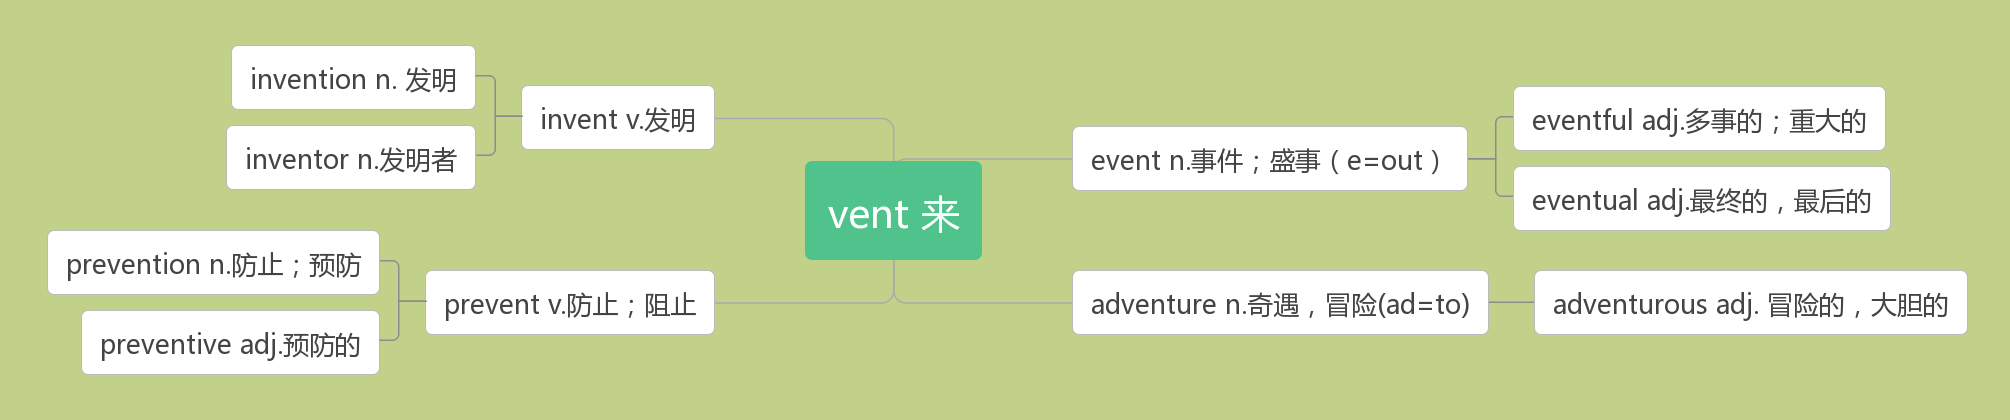 invention n. 发明
inventor n.发明者
invent v.发明
prevention n.防止；预防
preventive adj.预防的
prevent v.防止；阻止
vent 来
event n.事件；盛事（e=out）
eventful adj.多事的；重大的
eventual adj.最终的，最后的
adventure n.奇遇，冒险(ad=to)
adventurous adj. 冒险的，大胆的